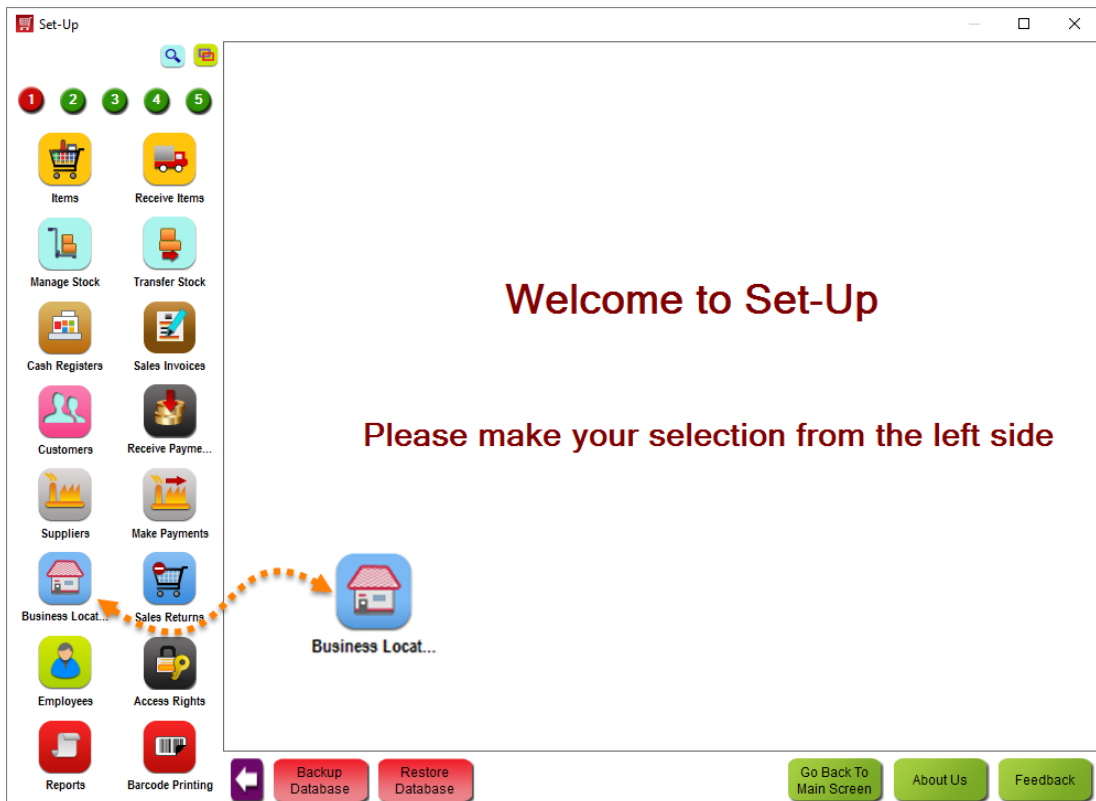 Set-Up
1 2 3 4 5
Items
Receive Items
Manage Stock
Transfer Stock
Cash Registers
Sales Invoices
Customers
Receive Payme...
Suppliers
Make Payments
Business Locat...
Sales Returns
Employees
Access Rights
Reports
Barcode Printing
Welcome to Set-Up
Please make your selection from the left side
Business Locat...
Backup
Database
Restore
Database
Go Back To
Main Screen
About Us
Feedback